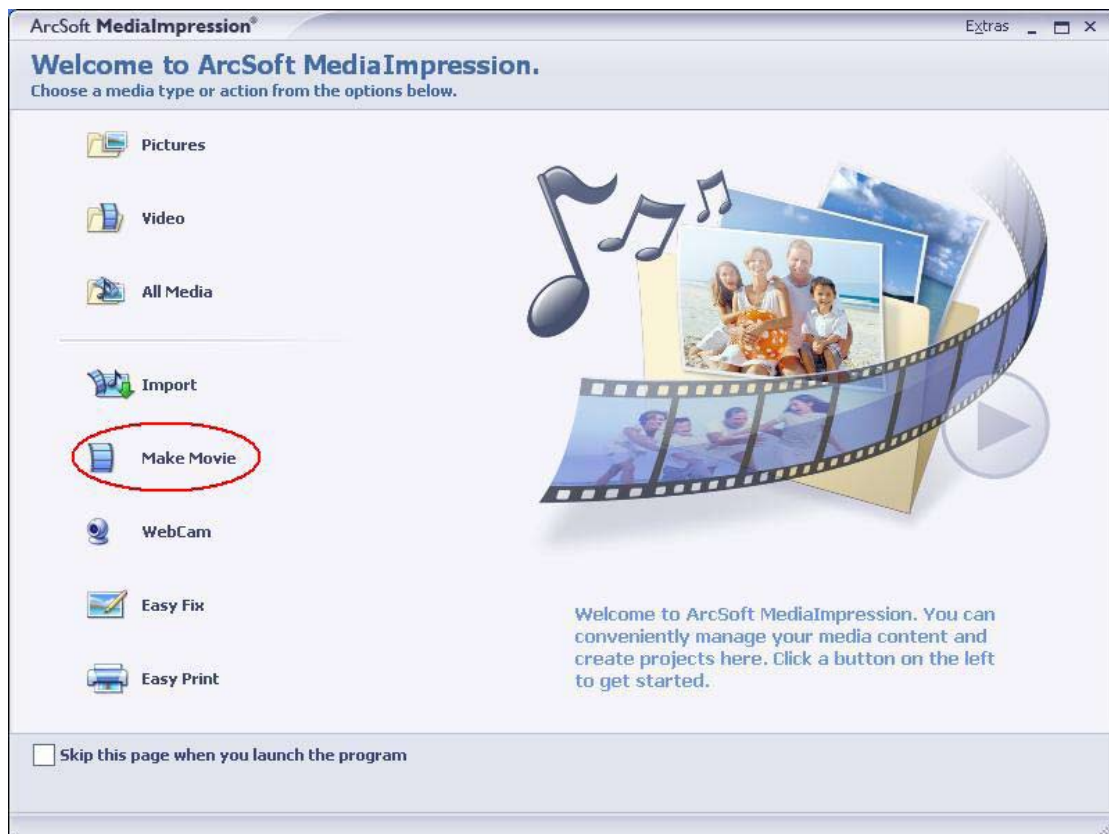 ArcSoft MediaImpression®
Extras
Welcome to ArcSoft MediaImpression.
Choose a media type or action from the options below.
Pictures
Video
All Media
Import
Make Movie
WebCam
Easy Fix
Easy Print
Welcome to ArcSoft MediaImpression. You can
conveniently manage your media content and
create projects here. Click a button on the left
to get started.
Skip this page when you launch the program